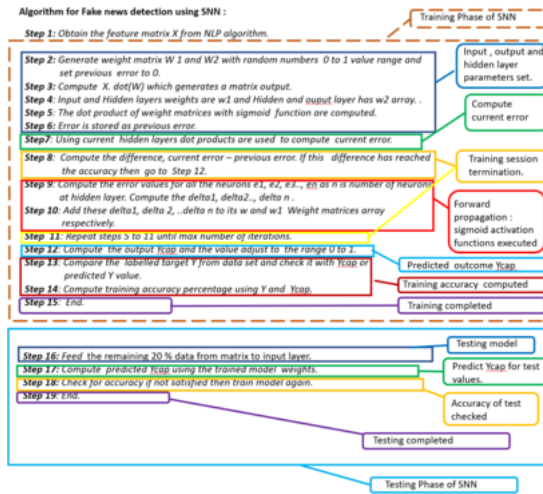 Algorithm for Fake news detection using SNN :
Training Phase of SNN
Step 1: Obtain the feature matrix X from NLP algorithm.
Step 2: Generate weight matrix W 1 and W2 with random numbers 0 to 1 value range and
set previous error to 0.
Step 3: Compute X. dot(W) which generates a matrix output.
Step 4: Input and Hidden layers weights are w1 and Hidden and ouput layer has w2 array. .
Step 5: The dot product of weight matrices with sigmoid function are computed.
Step 6: Error is stored as previous error.
Input , output and
hidden layer
parameters set.
Step7: Using current hidden layers dot products are used to compute current error.
Compute
current error
Step 8: Compute the difference, current error – previous error. If this difference has reached
the accuracy then go to Step 12.
Training session
termination.
Step 9: Compute the error values for all the neurons e1, e2, e3.., en as n is number of neurons
at hidden layer. Compute the delta1, delta2.., delta n .
Step 10: Add these delta1, delta 2, ..delta n to its w and w1 Weight matrices array
respectively.
Forward
propagation :
sigmoid activation
functions executed
Step 11: Repeat steps 5 to 11 until max number of iterations.
Step 12: Compute the output Ycap and the value adjust to the range 0 to 1.
Predicted outcome Ycap
Step 13: Compare the labelled target Y from data set and check it with Ycap or
predicted Y value.
Step 14: Compute training accuracy percentage using Y and Ycap.
Training accuracy computed
Step 15: End.
Training completed
Testing model
Step 16: Feed the remaining 20 % data from matrix to input layer.
Step 17: Compute predicted Ycap using the trained model weights.
Predict Ycap for test
values.
Step 18: Check for accuracy if not satisfied then train model again.
Step 19: End.
Accuracy of test
checked
Testing completed
Testing Phase of SNN